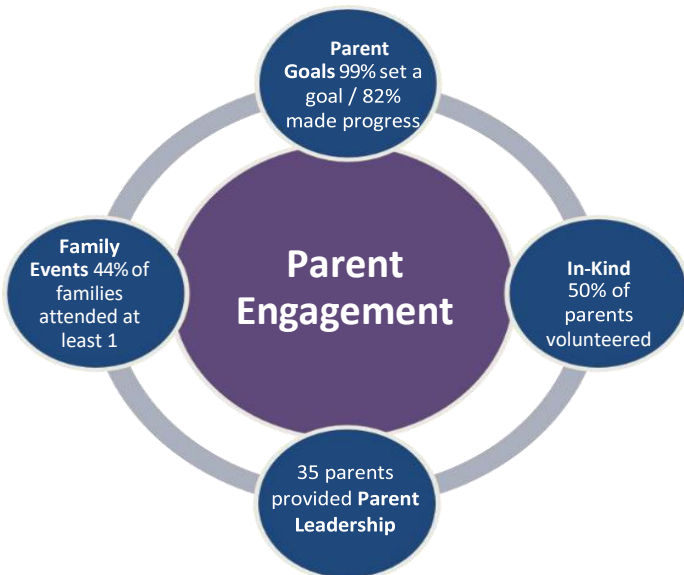 Parent
Goals 99% set a
goal / 82%
made progress
Family
Events 44% of
families
attended at
least 1
Parent
Engagement
In-Kind
50% of
parents
volunteered
35 parents
provided Parent
Leadership